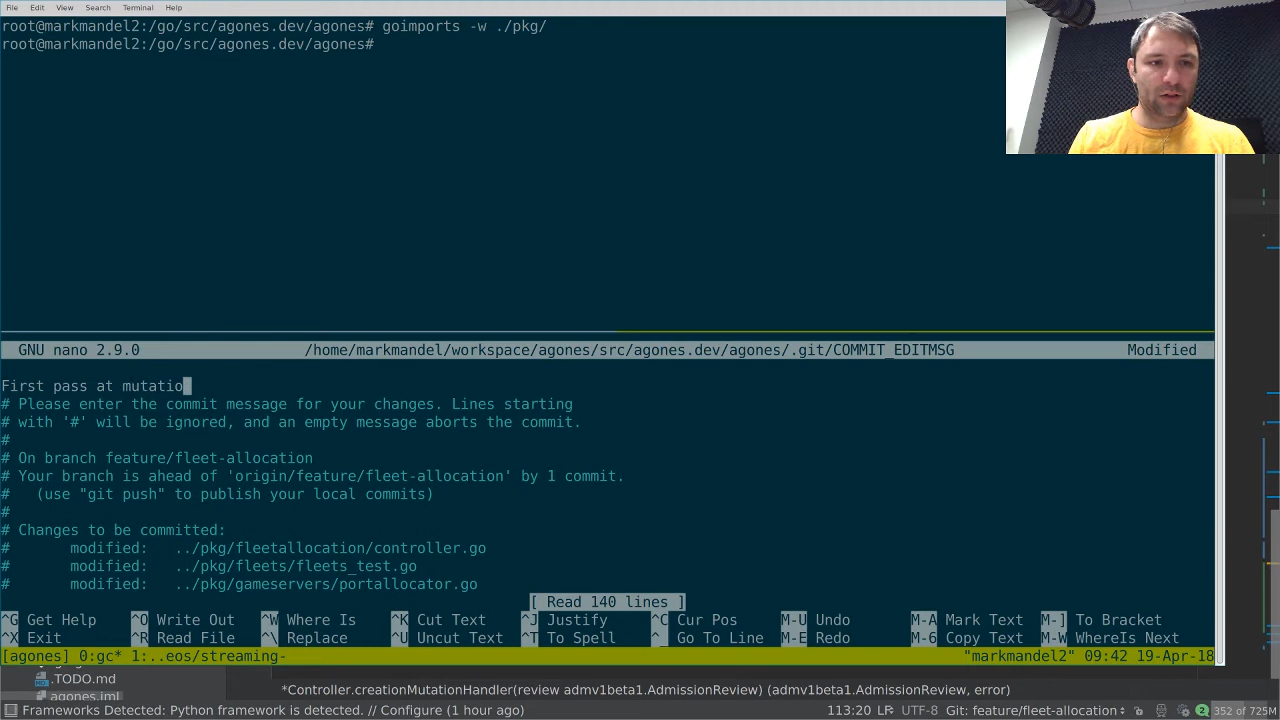 File Edit View Search Terminal Help
root@markmandel2:/go/src/agones.dev/agones# goimports -w ./pkg/
root@markmandel2:/go/src/agones.dev/agones#
GNU nano 2.9.0 /home/markmandel/workspace/agones/src/agones.dev/agones/.git/COMMIT_EDITMSG Modified
First pass at mutatio
# Please enter the commit message for your changes. Lines starting
# with '#' will be ignored, and an empty message aborts the commit.
#
# On branch feature/fleet-allocation
# Your branch is ahead of 'origin/feature/fleet-allocation' by 1 commit.
#   (use "git push" to publish your local commits)
#
# Changes to be committed:
#       modified:   ../pkg/fleetallocation/controller.go
#       modified:   ../pkg/fleets/fleets_test.go
#       modified:   ../pkg/gameservers/portallocator.go
[ Read 140 lines ]
^G Get Help ^O Write Out ^W Where Is ^K Cut Text ^J Justify ^C Cur Pos M-U Undo M-A Mark Text M-] To Bracket
^X Exit ^R Read File ^\ Replace ^U Uncut Text ^T To Spell ^_ Go To Line M-E Redo M-6 Copy Text M-W WhereIs Next
[agones] 0:gc* 1:..eos/streaming- "markmandel2" 09:42 19-Apr-18
.TODO.md
agones.iml
*Controller.creationMutationHandler(review admv1beta1.AdmissionReview) (admv1beta1.AdmissionReview, error)
Frameworks Detected: Python framework is detected. // Configure (1 hour ago) 113:20 LF UTF-8 Git: feature/fleet-allocation 2 352 of 725M